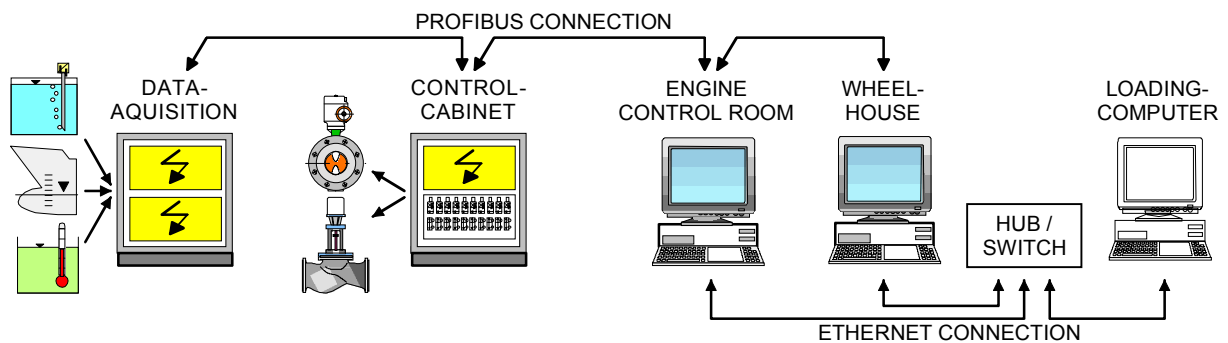 PROFIBUS CONNECTION
DATA-
AQUISITION
CONTROL-
CABINET
ENGINE
CONTROL ROOM
WHEEL-
HOUSE
LOADING-
COMPUTER
HUB /
SWITCH
ETHERNET CONNECTION